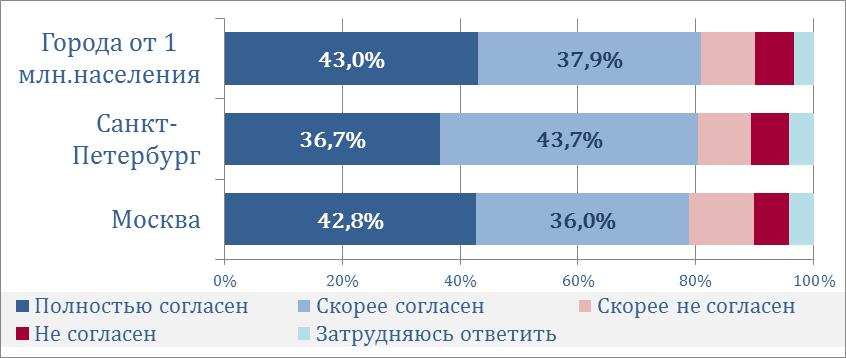 Города от 1
млн.населения
43,0% 37,9%
Санкт-
Петербург
36,7% 43,7%
Москва
42,8% 36,0%
0% 20% 40% 60% 80% 100%
Полностью согласен Скорее согласен Скорее не согласен
Не согласен Затрудняюсь ответить